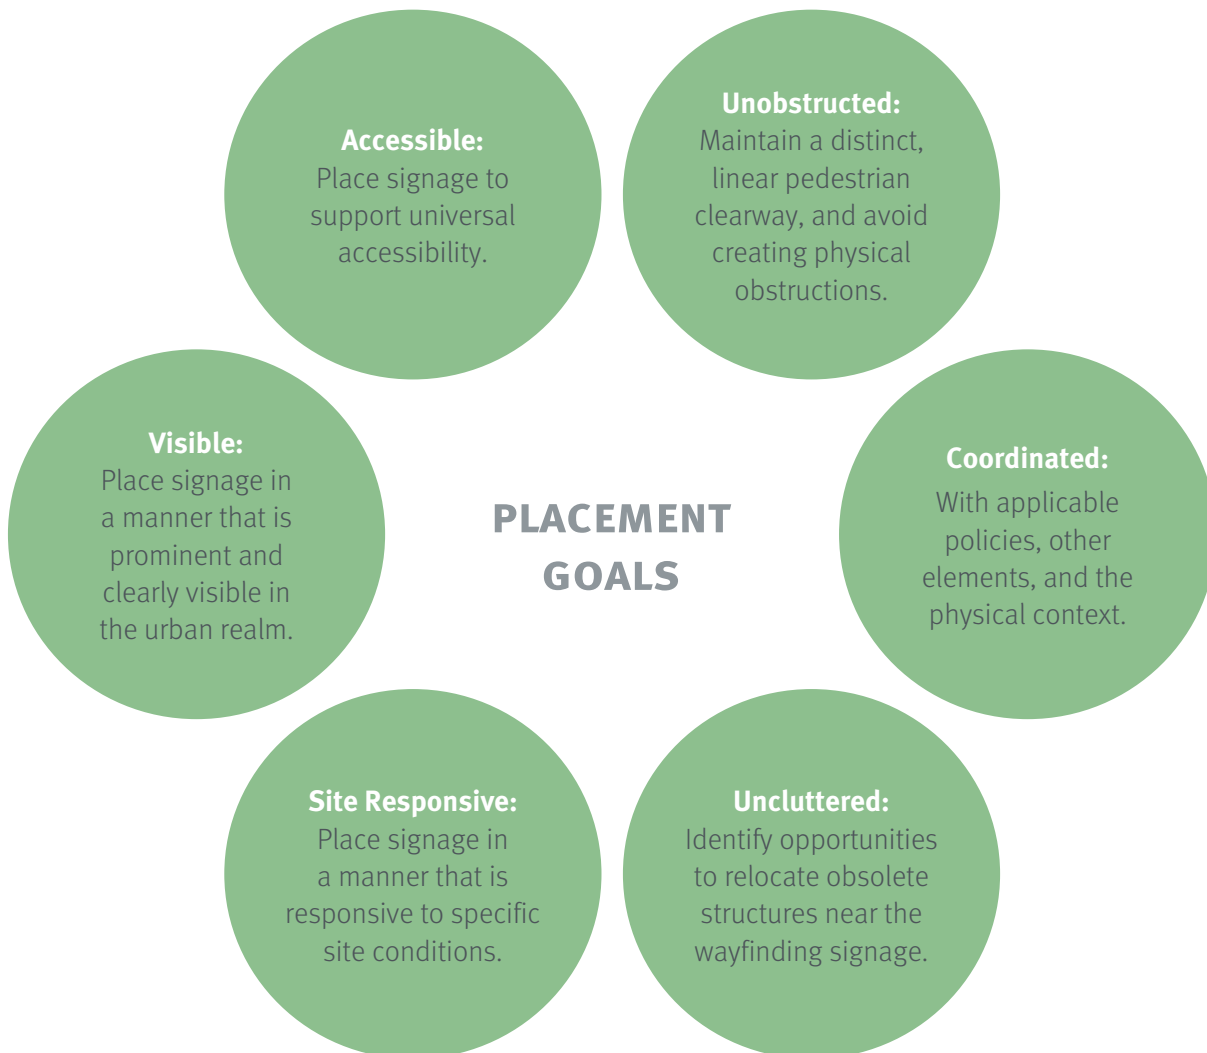 Accessible:
Place signage to
support universal
accessibility.
Unobstructed:
Maintain a distinct,
linear pedestrian
clearway, and avoid
creating physical
obstructions.
Visible:
Place signage in
a manner that is
prominent and
clearly visible in
the urban realm.
PLACEMENT
GOALS
Coordinated:
With applicable
policies, other
elements, and the
physical context.
Site Responsive:
Place signage in
a manner that is
responsive to specific
site conditions.
Uncluttered:
Identify opportunities
to relocate obsolete
structures near the
wayfinding signage.